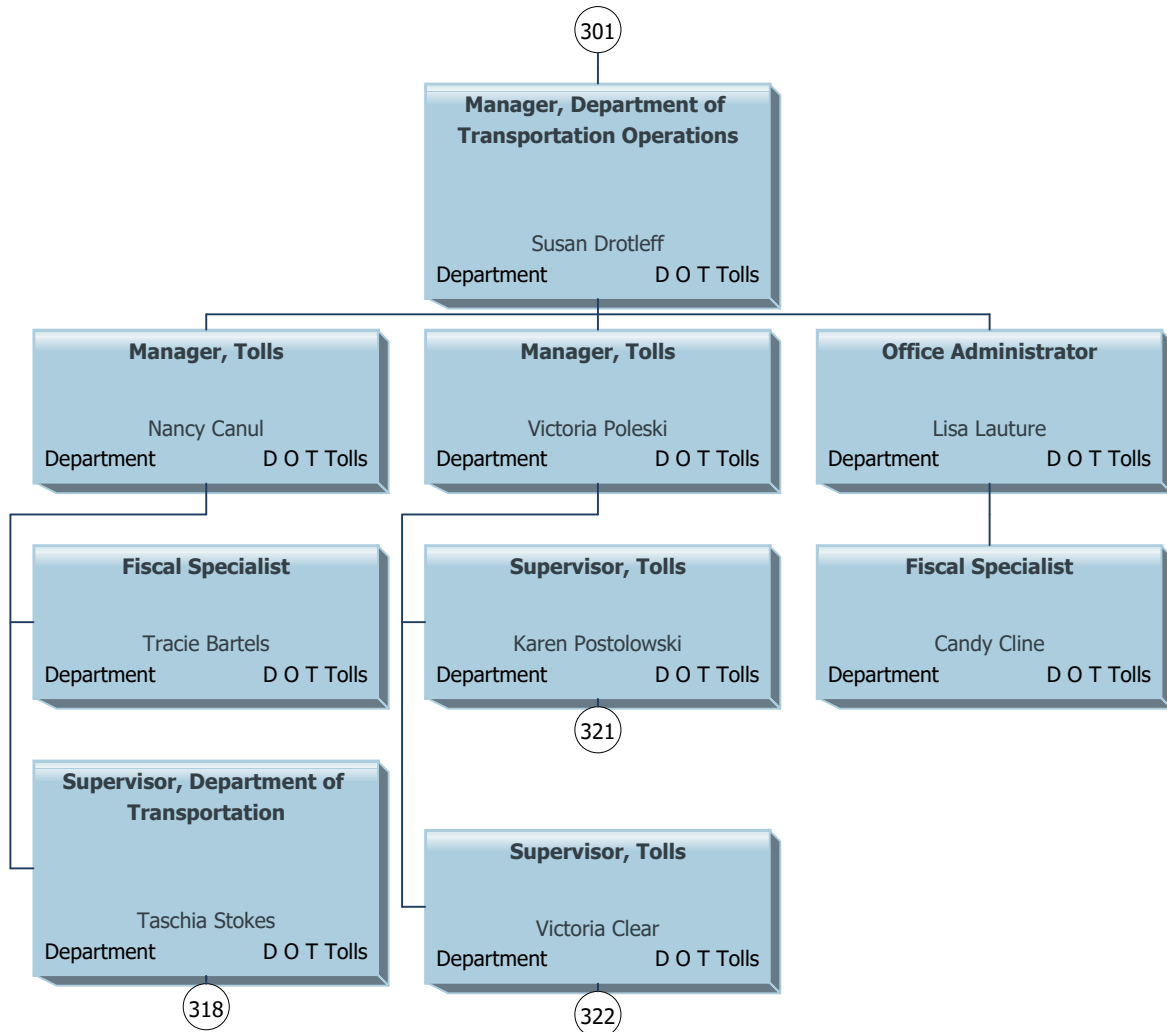 301
Manager, Department of
Transportation Operations
Susan Drotleff
Department D O T Tolls
Manager, Tolls
Nancy Canul
Department D O T Tolls
Manager, Tolls
Victoria Poleski
Department D O T Tolls
Office Administrator
Lisa Lauture
Department D O T Tolls
Fiscal Specialist
Tracie Bartels
Department D O T Tolls
Supervisor, Tolls
Karen Postolowski
Department D O T Tolls
321
Fiscal Specialist
Candy Cline
Department D O T Tolls
Supervisor, Department of
Transportation
Taschia Stokes
Department D O T Tolls
318
Supervisor, Tolls
Victoria Clear
Department D O T Tolls
322